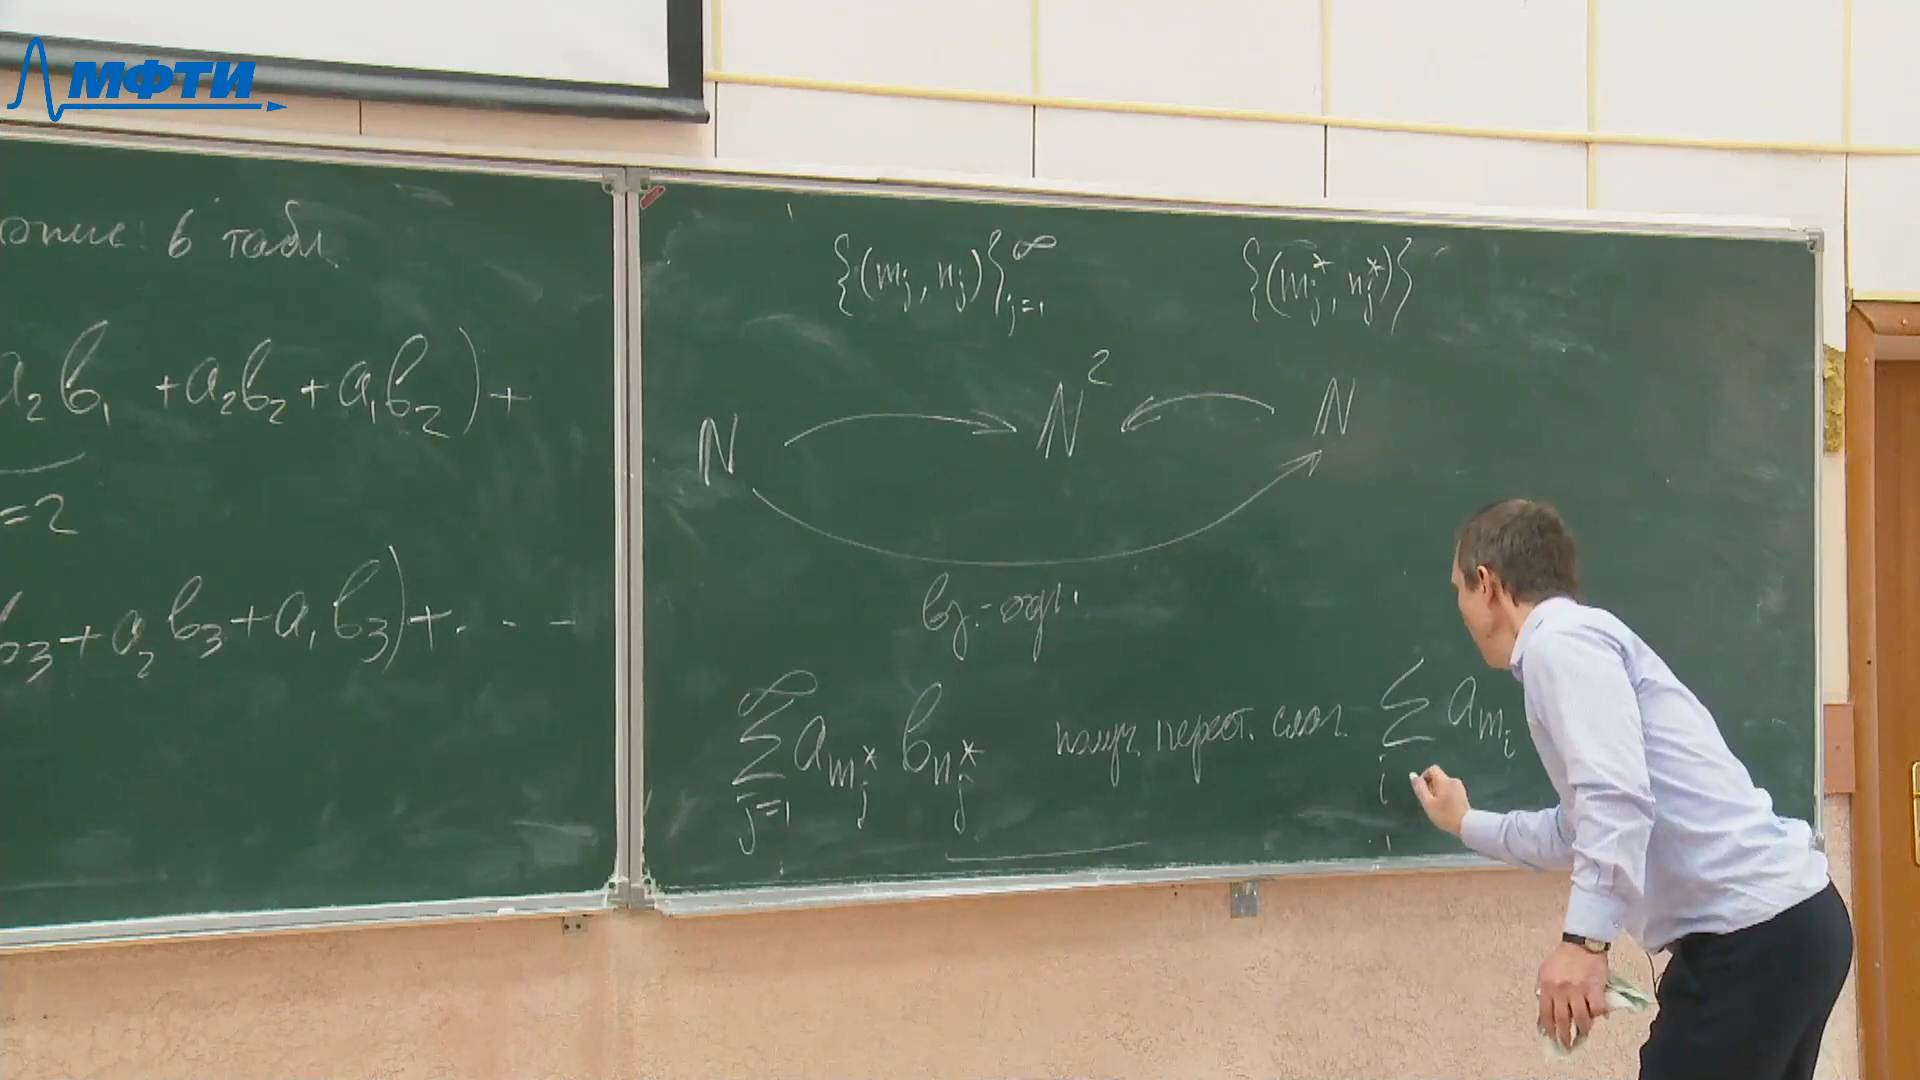 МФТИ
6 табл.
a₂b₁ + a₂b₂ + a₁b₂) +
=2
b₃ + a₂b₃ + a₁b₃) + . . .
{(mⱼ, nⱼ)}∞ⱼ₌₁ {(mⱼ*, nⱼ*)}
N N² N
вз.-одн.
∑∞ⱼ₌₁ a_{mⱼ*} b_{nⱼ*} получ. перест. слаг. ∑ᵢ a_{mᵢ}